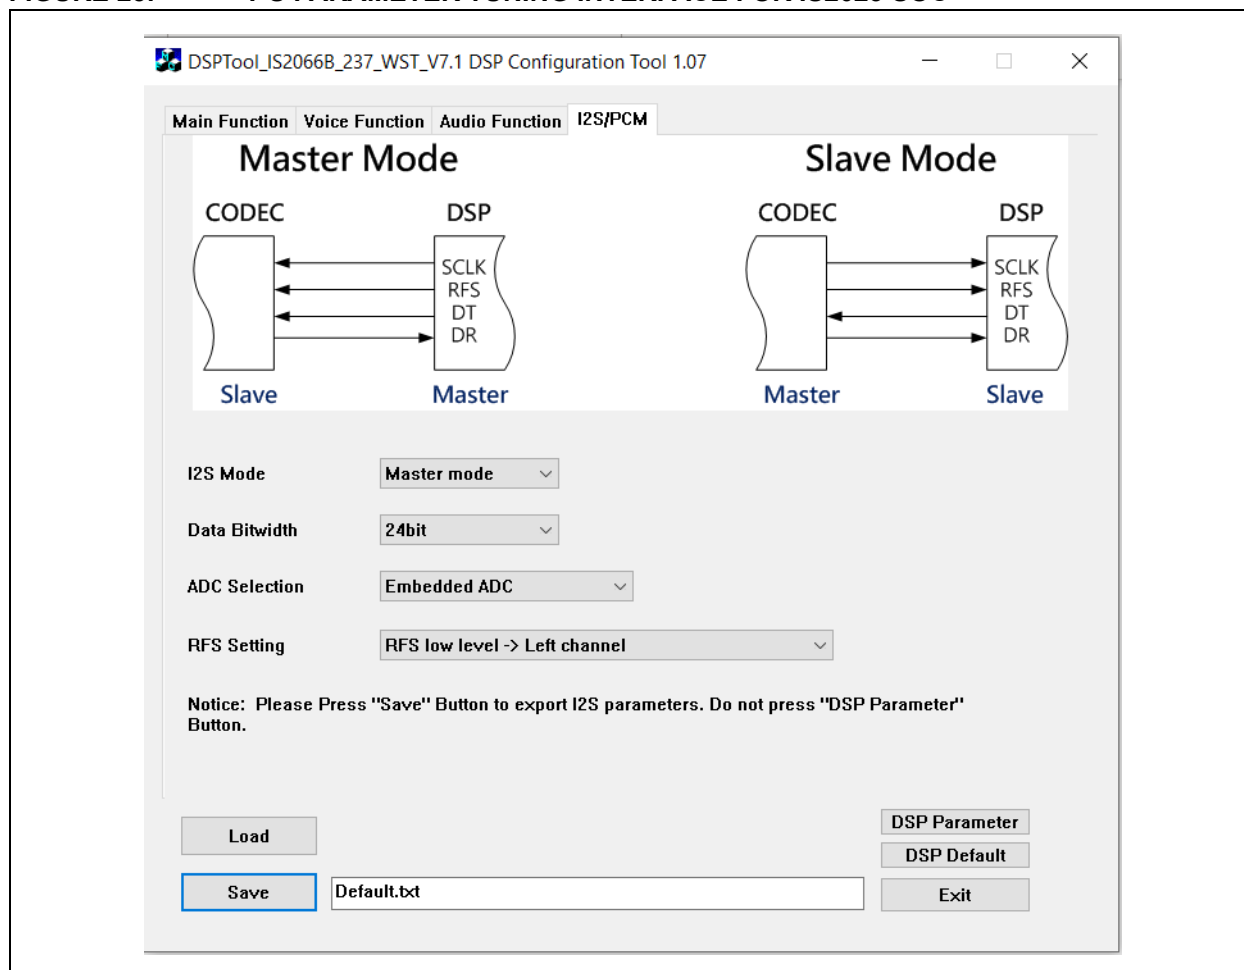 DSPTool_IS2066B_237_WST_V7.1 DSP Configuration Tool 1.07
Main Function Voice Function Audio Function I2S/PCM
Master Mode Slave Mode
CODEC DSP CODEC DSP
SCLK SCLK
RFS RFS
DT DT
DR DR
Slave Master Master Slave
I2S Mode Master mode
Data Bitwidth 24bit
ADC Selection Embedded ADC
RFS Setting RFS low level -> Left channel
Notice: Please Press "Save" Button to export I2S parameters. Do not press "DSP Parameter"
Button.
DSP Parameter
Load
DSP Default
Save Default.txt Exit